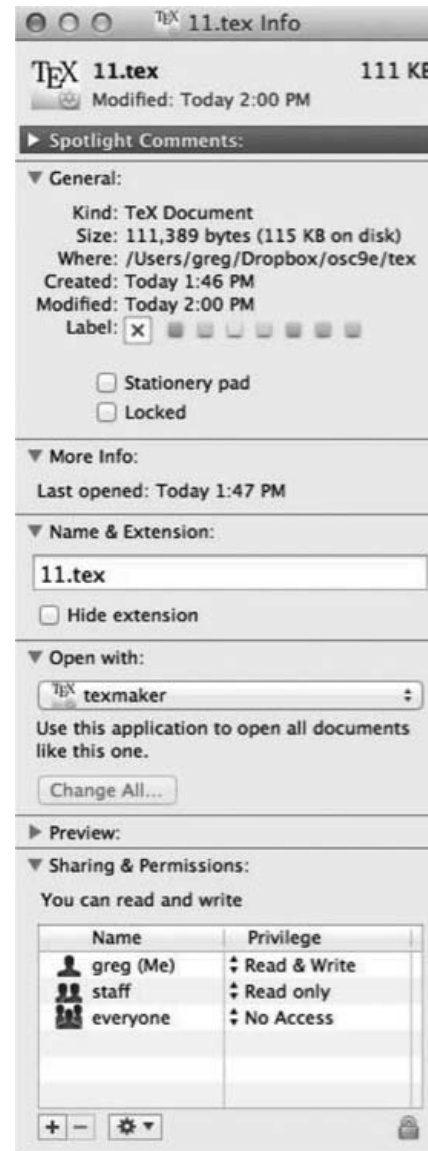 TEX 11.tex Info
TEX 11.tex 111 KB
Modified: Today 2:00 PM
Spotlight Comments:
General:
Kind: TeX Document
Size: 111,389 bytes (115 KB on disk)
Where: /Users/greg/Dropbox/osc9e/tex
Created: Today 1:46 PM
Modified: Today 2:00 PM
Label:
Stationery pad
Locked
More Info:
Last opened: Today 1:47 PM
Name & Extension:
11.tex
Hide extension
Open with:
TEX texmaker
Use this application to open all documents
like this one.
Change All...
Preview:
Sharing & Permissions:
You can read and write
Name Privilege
greg (Me) Read & Write
staff Read only
everyone No Access